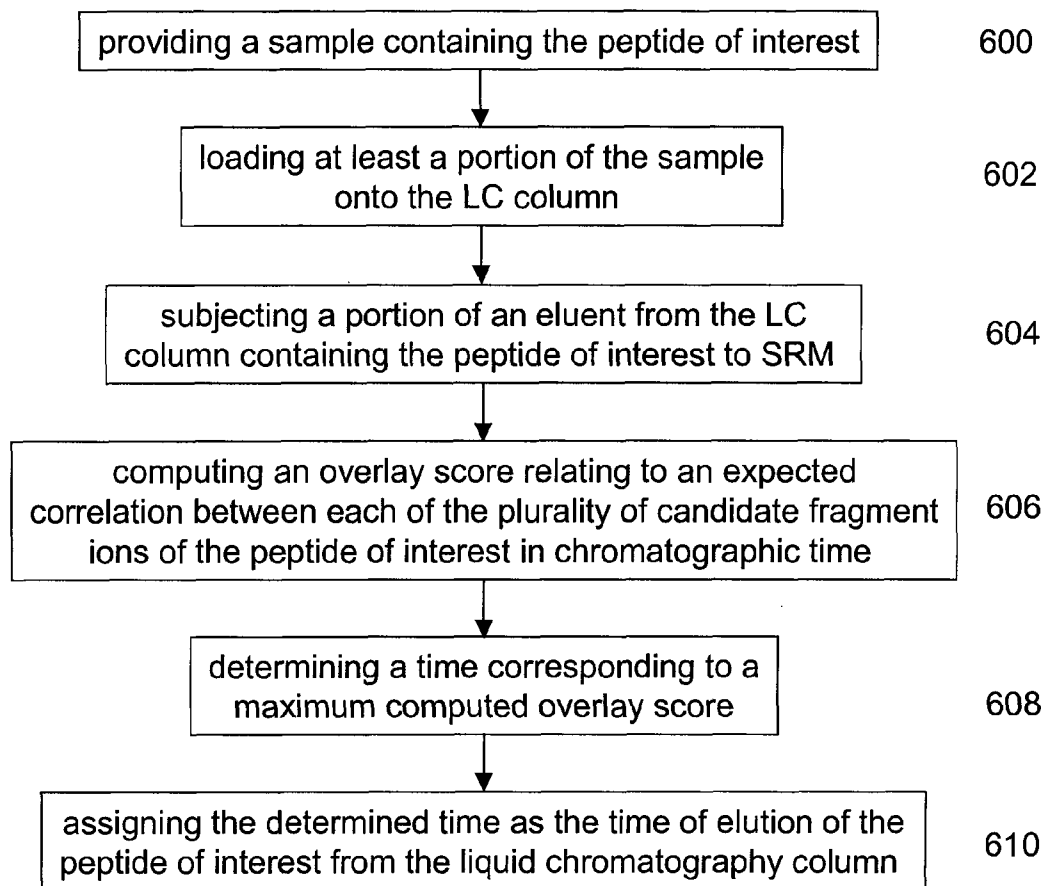 providing a sample containing the peptide of interest 600
loading at least a portion of the sample
onto the LC column
602
subjecting a portion of an eluent from the LC
column containing the peptide of interest to SRM
604
computing an overlay score relating to an expected
correlation between each of the plurality of candidate fragment
ions of the peptide of interest in chromatographic time
606
determining a time corresponding to a
maximum computed overlay score
608
assigning the determined time as the time of elution of the
peptide of interest from the liquid chromatography column
610